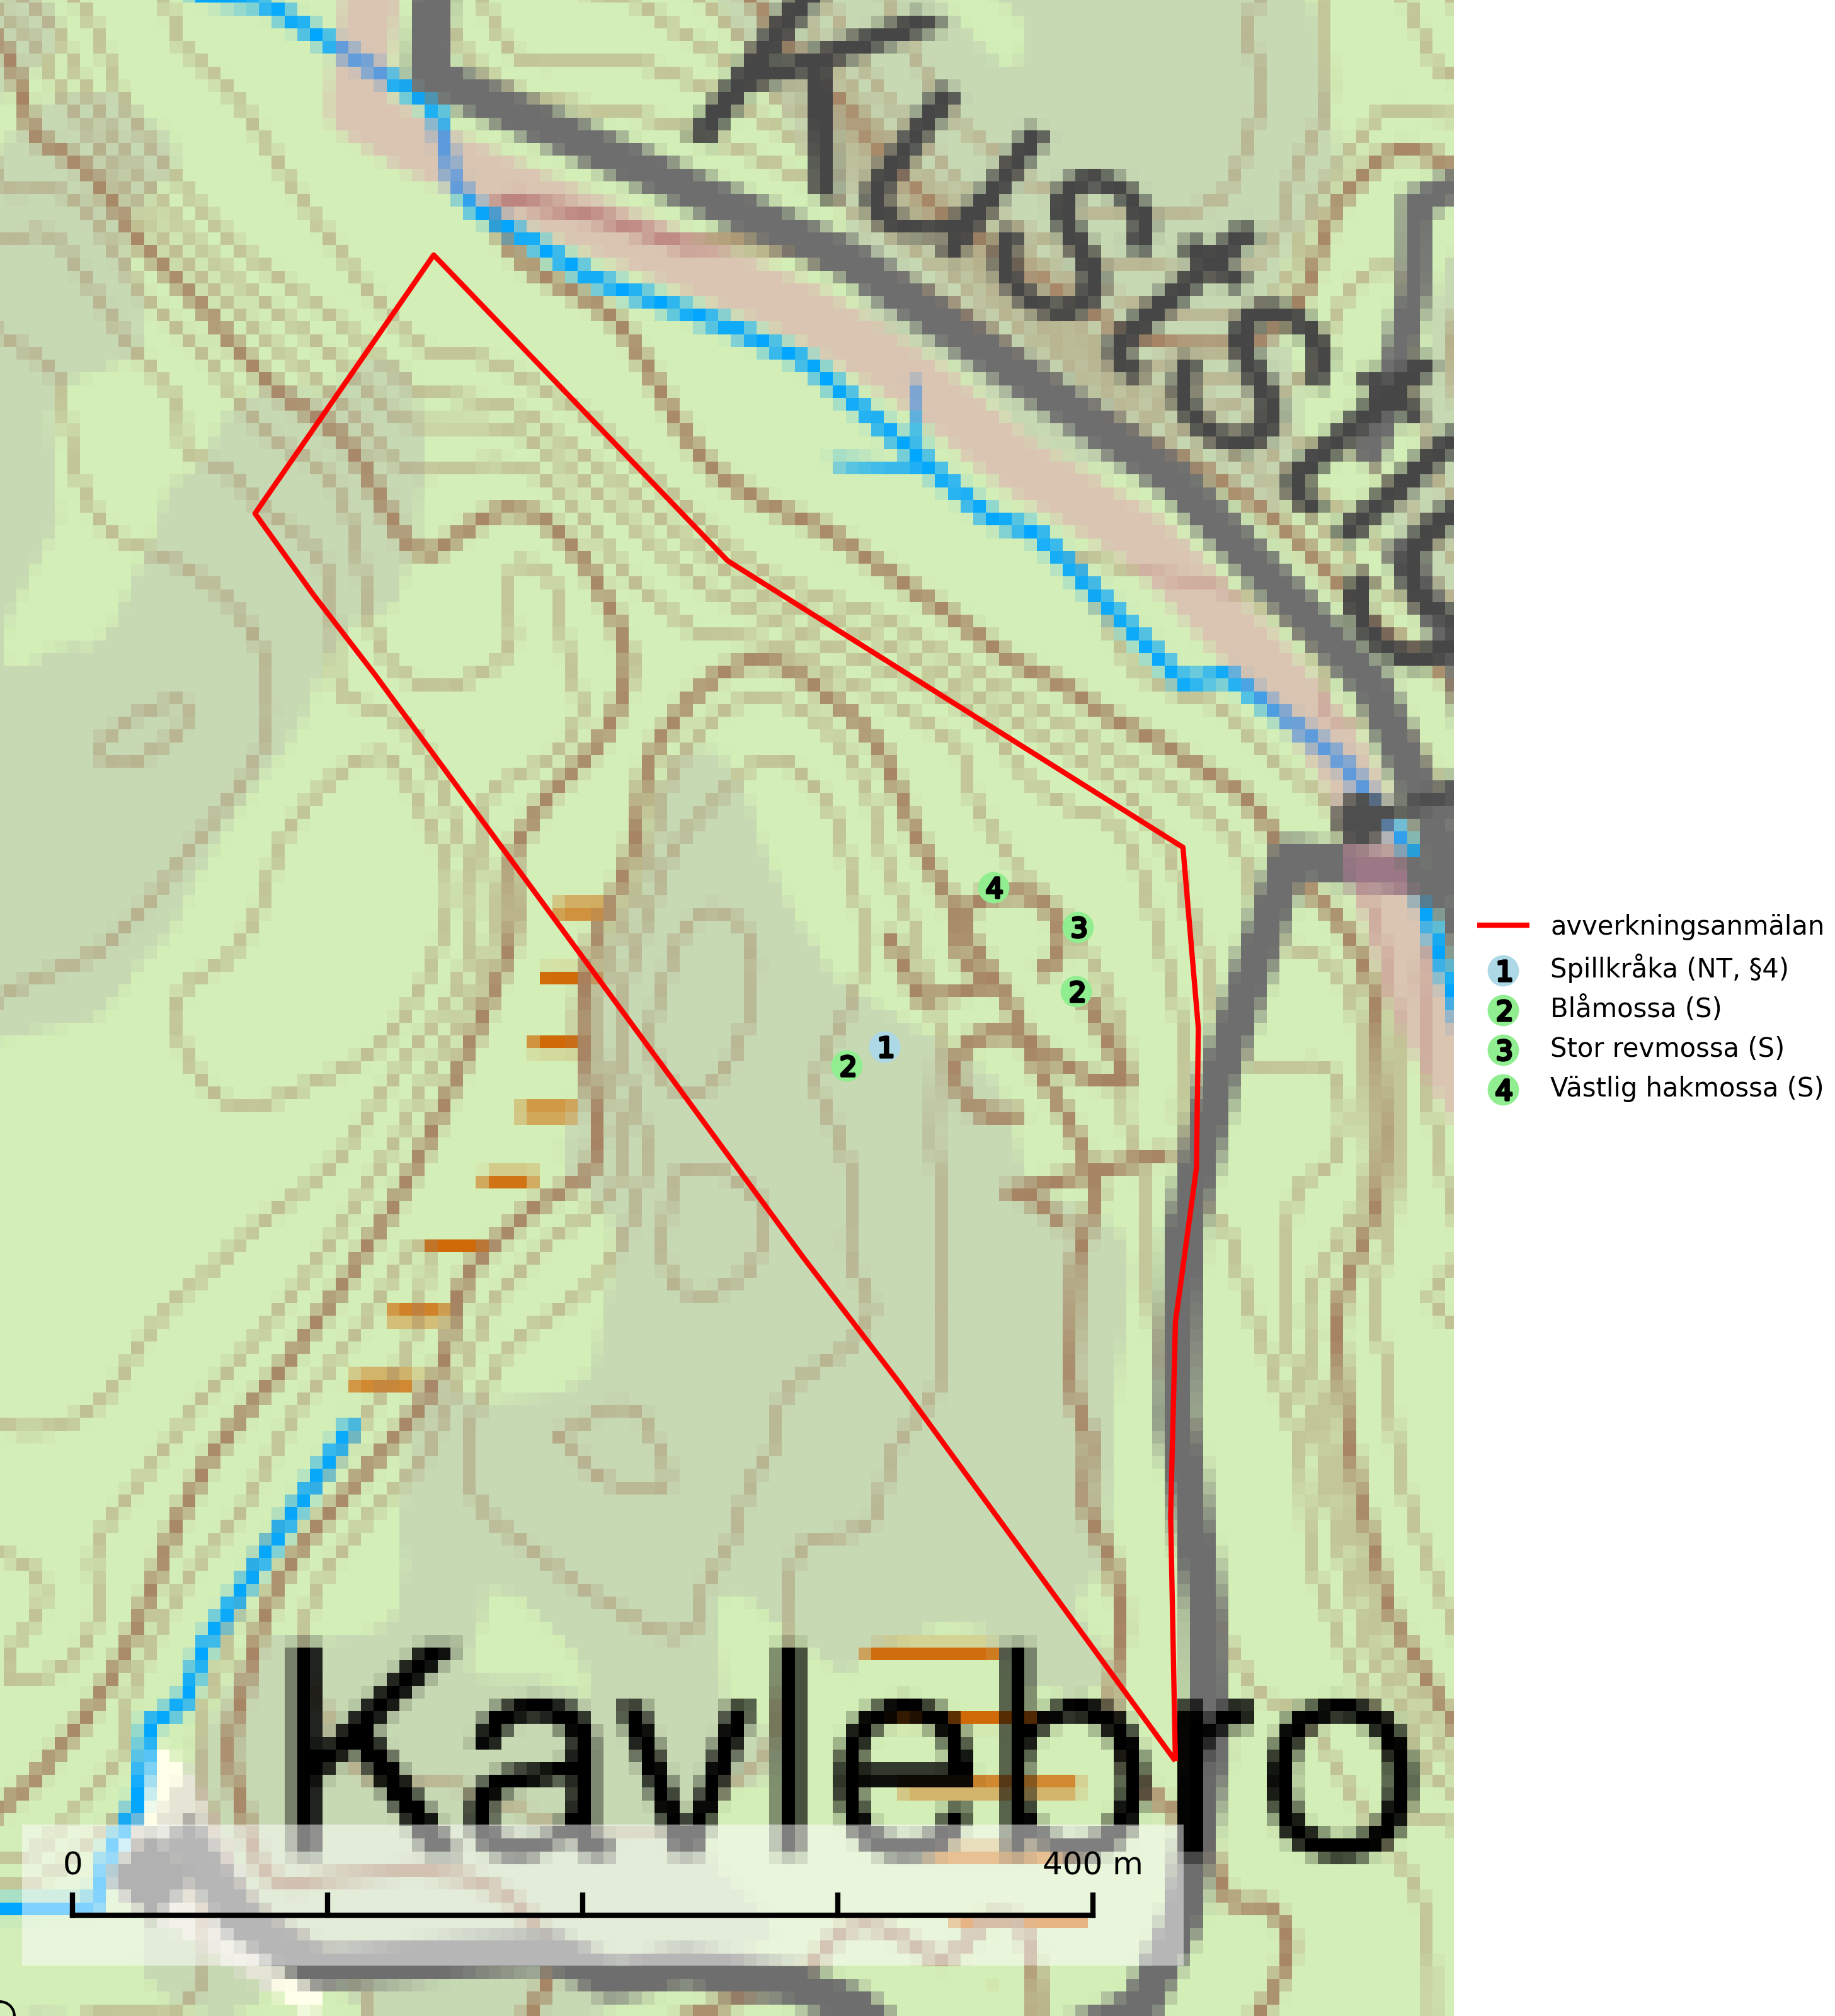 avverkningsanmälan
1 Spillkråka (NT, §4)
2 Blåmossa (S)
3 Stor revmossa (S)
4 Västlig hakmossa (S)
4
3
2
1
2
Kavlebro
0 400 m